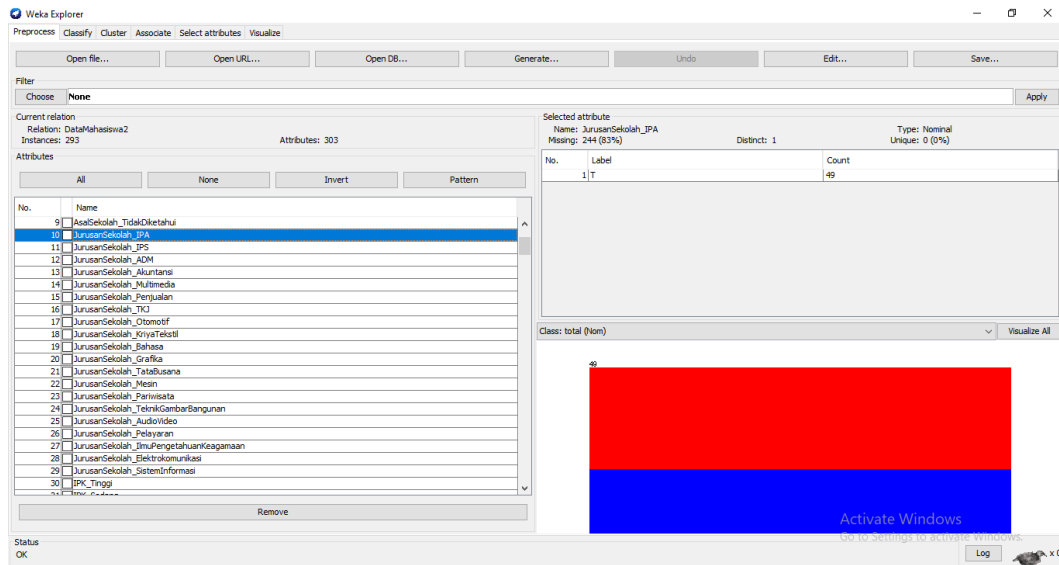 Weka Explorer
Preprocess Classify Cluster Associate Select attributes Visualize
Open file... Open URL... Open DB... Generate... Undo Edit... Save...
Filter
Choose None Apply
Current relation
Relation: DataMahasiswa2
Instances: 293 Attributes: 303
Attributes
All None Invert Pattern
No. Name
9 AsalSekolah_TidakDiketahui
10 JurusanSekolah_IPA
11 JurusanSekolah_IPS
12 JurusanSekolah_ADM
13 JurusanSekolah_Akuntansi
14 JurusanSekolah_Multimedia
15 JurusanSekolah_Penjualan
16 JurusanSekolah_TKJ
17 JurusanSekolah_Otomotif
18 JurusanSekolah_KriyaTekstil
19 JurusanSekolah_Bahasa
20 JurusanSekolah_Grafika
21 JurusanSekolah_TataBusana
22 JurusanSekolah_Mesin
23 JurusanSekolah_Pariwisata
24 JurusanSekolah_TeknikGambarBangunan
25 JurusanSekolah_AudioVideo
26 JurusanSekolah_Pelayaran
27 JurusanSekolah_IlmuPengetahuanKeagamaan
28 JurusanSekolah_Elektrokomunikasi
29 JurusanSekolah_SistemInformasi
30 IPK_Tinggi
Remove
Selected attribute
Name: JurusanSekolah_IPA Type: Nominal
Missing: 244 (83%) Distinct: 1 Unique: 0 (0%)
No. Label Count
1 T 49
Class: total (Nom) Visualize All
49
Activate Windows
Go to Settings to activate Windows.
Status
OK
Log x 0